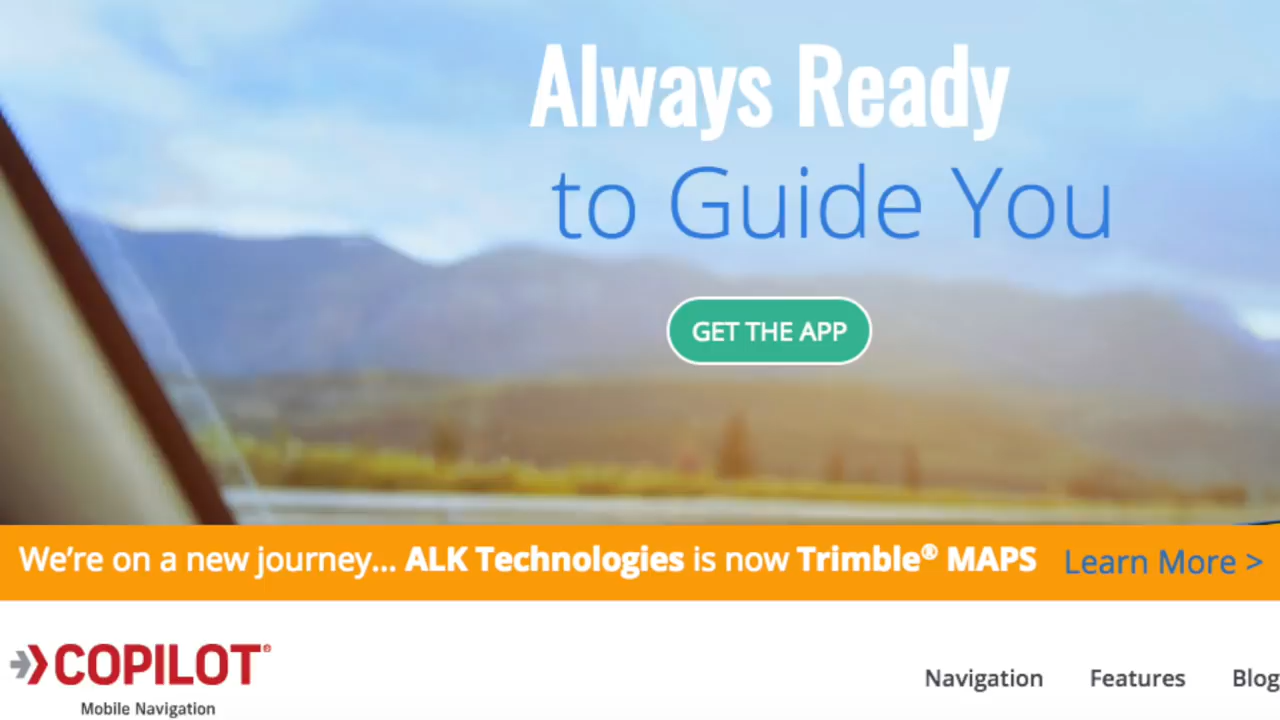 Always Ready
to Guide You
GET THE APP
We're on a new journey... ALK Technologies is now Trimble® MAPS Learn More >
COPILOT®
Mobile Navigation
Navigation Features Blog